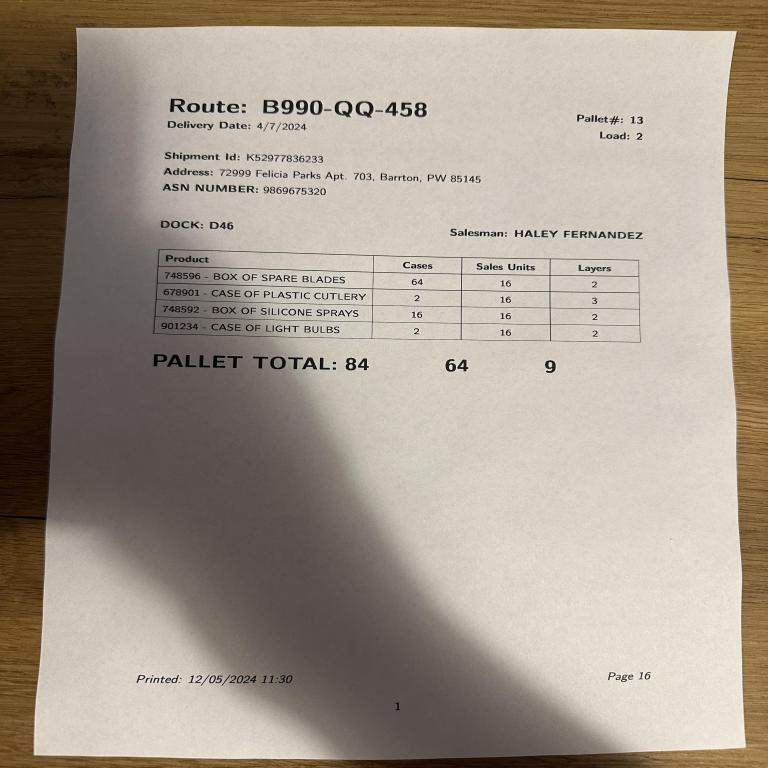 Route: B990-QQ-458
Delivery Date: 4/7/2024
Pallet#: 13
Load: 2
Shipment Id: K52977836233
Address: 72999 Felicia Parks Apt. 703, Barrton, PW 85145
ASN NUMBER: 9869675320
DOCK: D46
Salesman: HALEY FERNANDEZ
Product Cases Sales Units Layers
748596 - BOX OF SPARE BLADES 64 16 2
678901 - CASE OF PLASTIC CUTLERY 2 16 3
748592 - BOX OF SILICONE SPRAYS 16 16 2
901234 - CASE OF LIGHT BULBS 2 16 2
PALLET TOTAL: 84 64 9
Printed: 12/05/2024 11:30
Page 16
1